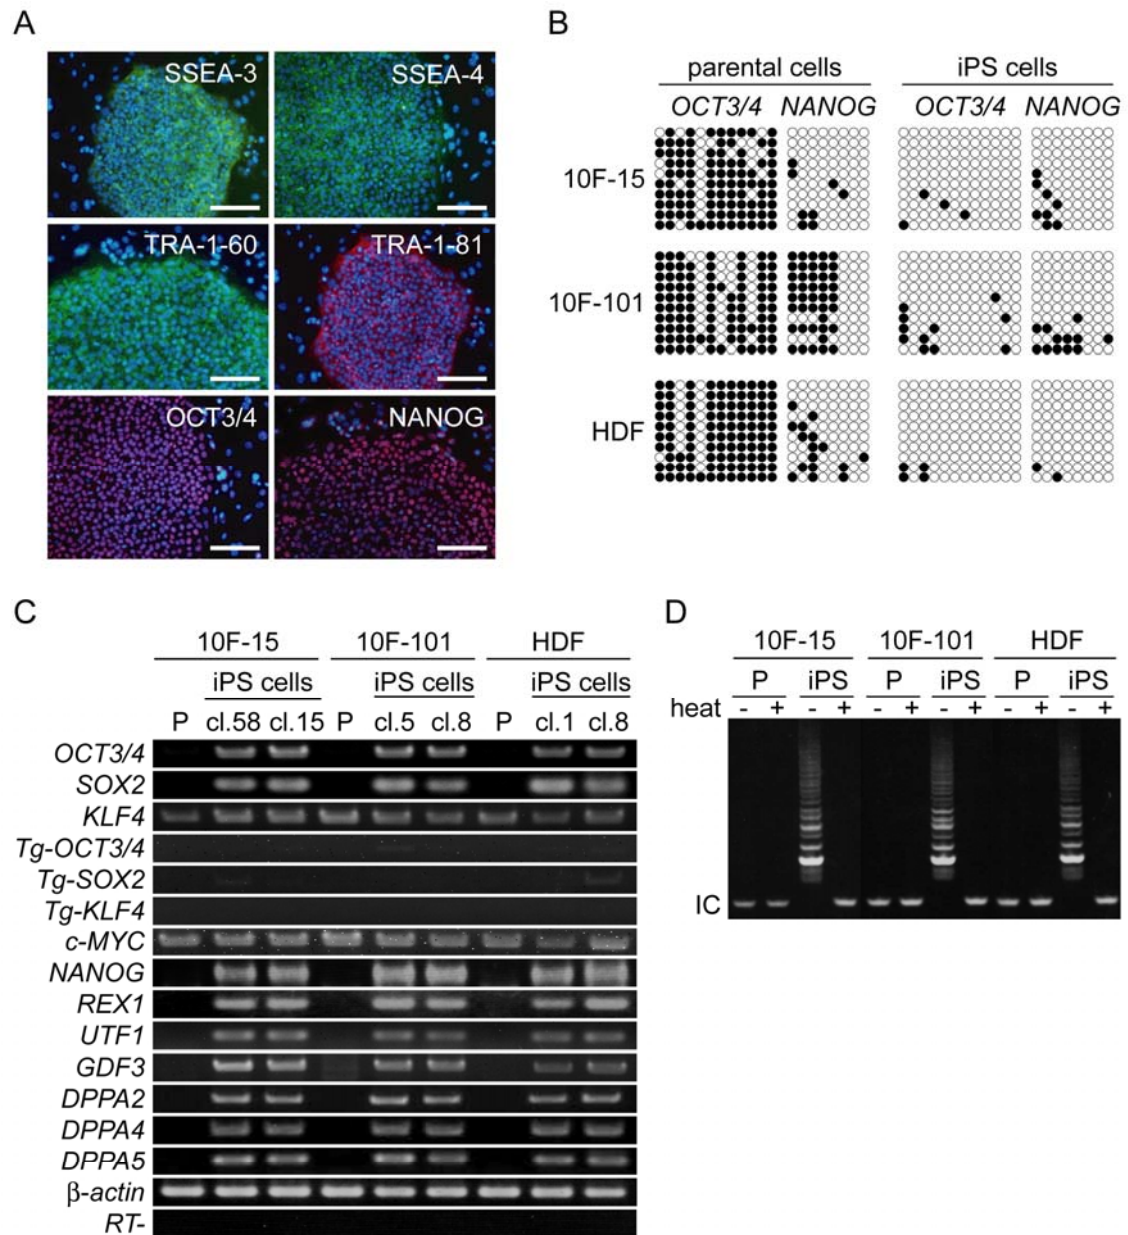 A
SSEA-3
SSEA-4
TRA-1-60
TRA-1-81
OCT3/4
NANOG
B
parental cells
iPS cells
OCT3/4
NANOG
OCT3/4
NANOG
10F-15
10F-101
HDF
C
10F-15
10F-101
HDF
iPS cells
iPS cells
iPS cells
P cl.58 cl.15 P cl.5 cl.8 P cl.1 cl.8
OCT3/4
SOX2
KLF4
Tg-OCT3/4
Tg-SOX2
Tg-KLF4
c-MYC
NANOG
REX1
UTF1
GDF3
DPPA2
DPPA4
DPPA5
β-actin
RT-
D
10F-15
10F-101
HDF
P iPS P iPS P iPS
heat - + - + - + - + - + - +
IC